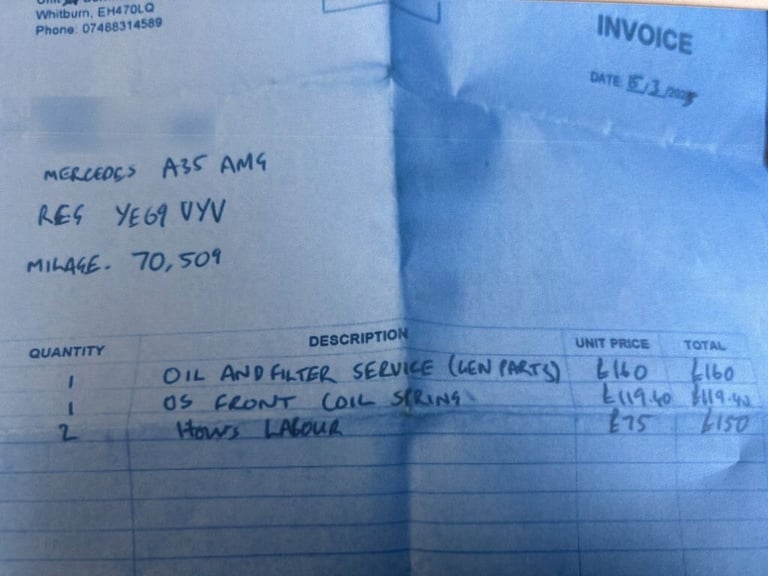 Whitburn, EH470LQ
Phone: 07488314589
INVOICE
DATE 15/3/2025
MERCEDES A35 AMG
REG YE69 VYV
MILAGE. 70,509
QUANTITY DESCRIPTION UNIT PRICE TOTAL
1 OIL AND FILTER SERVICE (GEN PARTS) £160 £160
1 OS FRONT COIL SPRING £119.40 £119.40
2 Hours LABOUR £75 £150